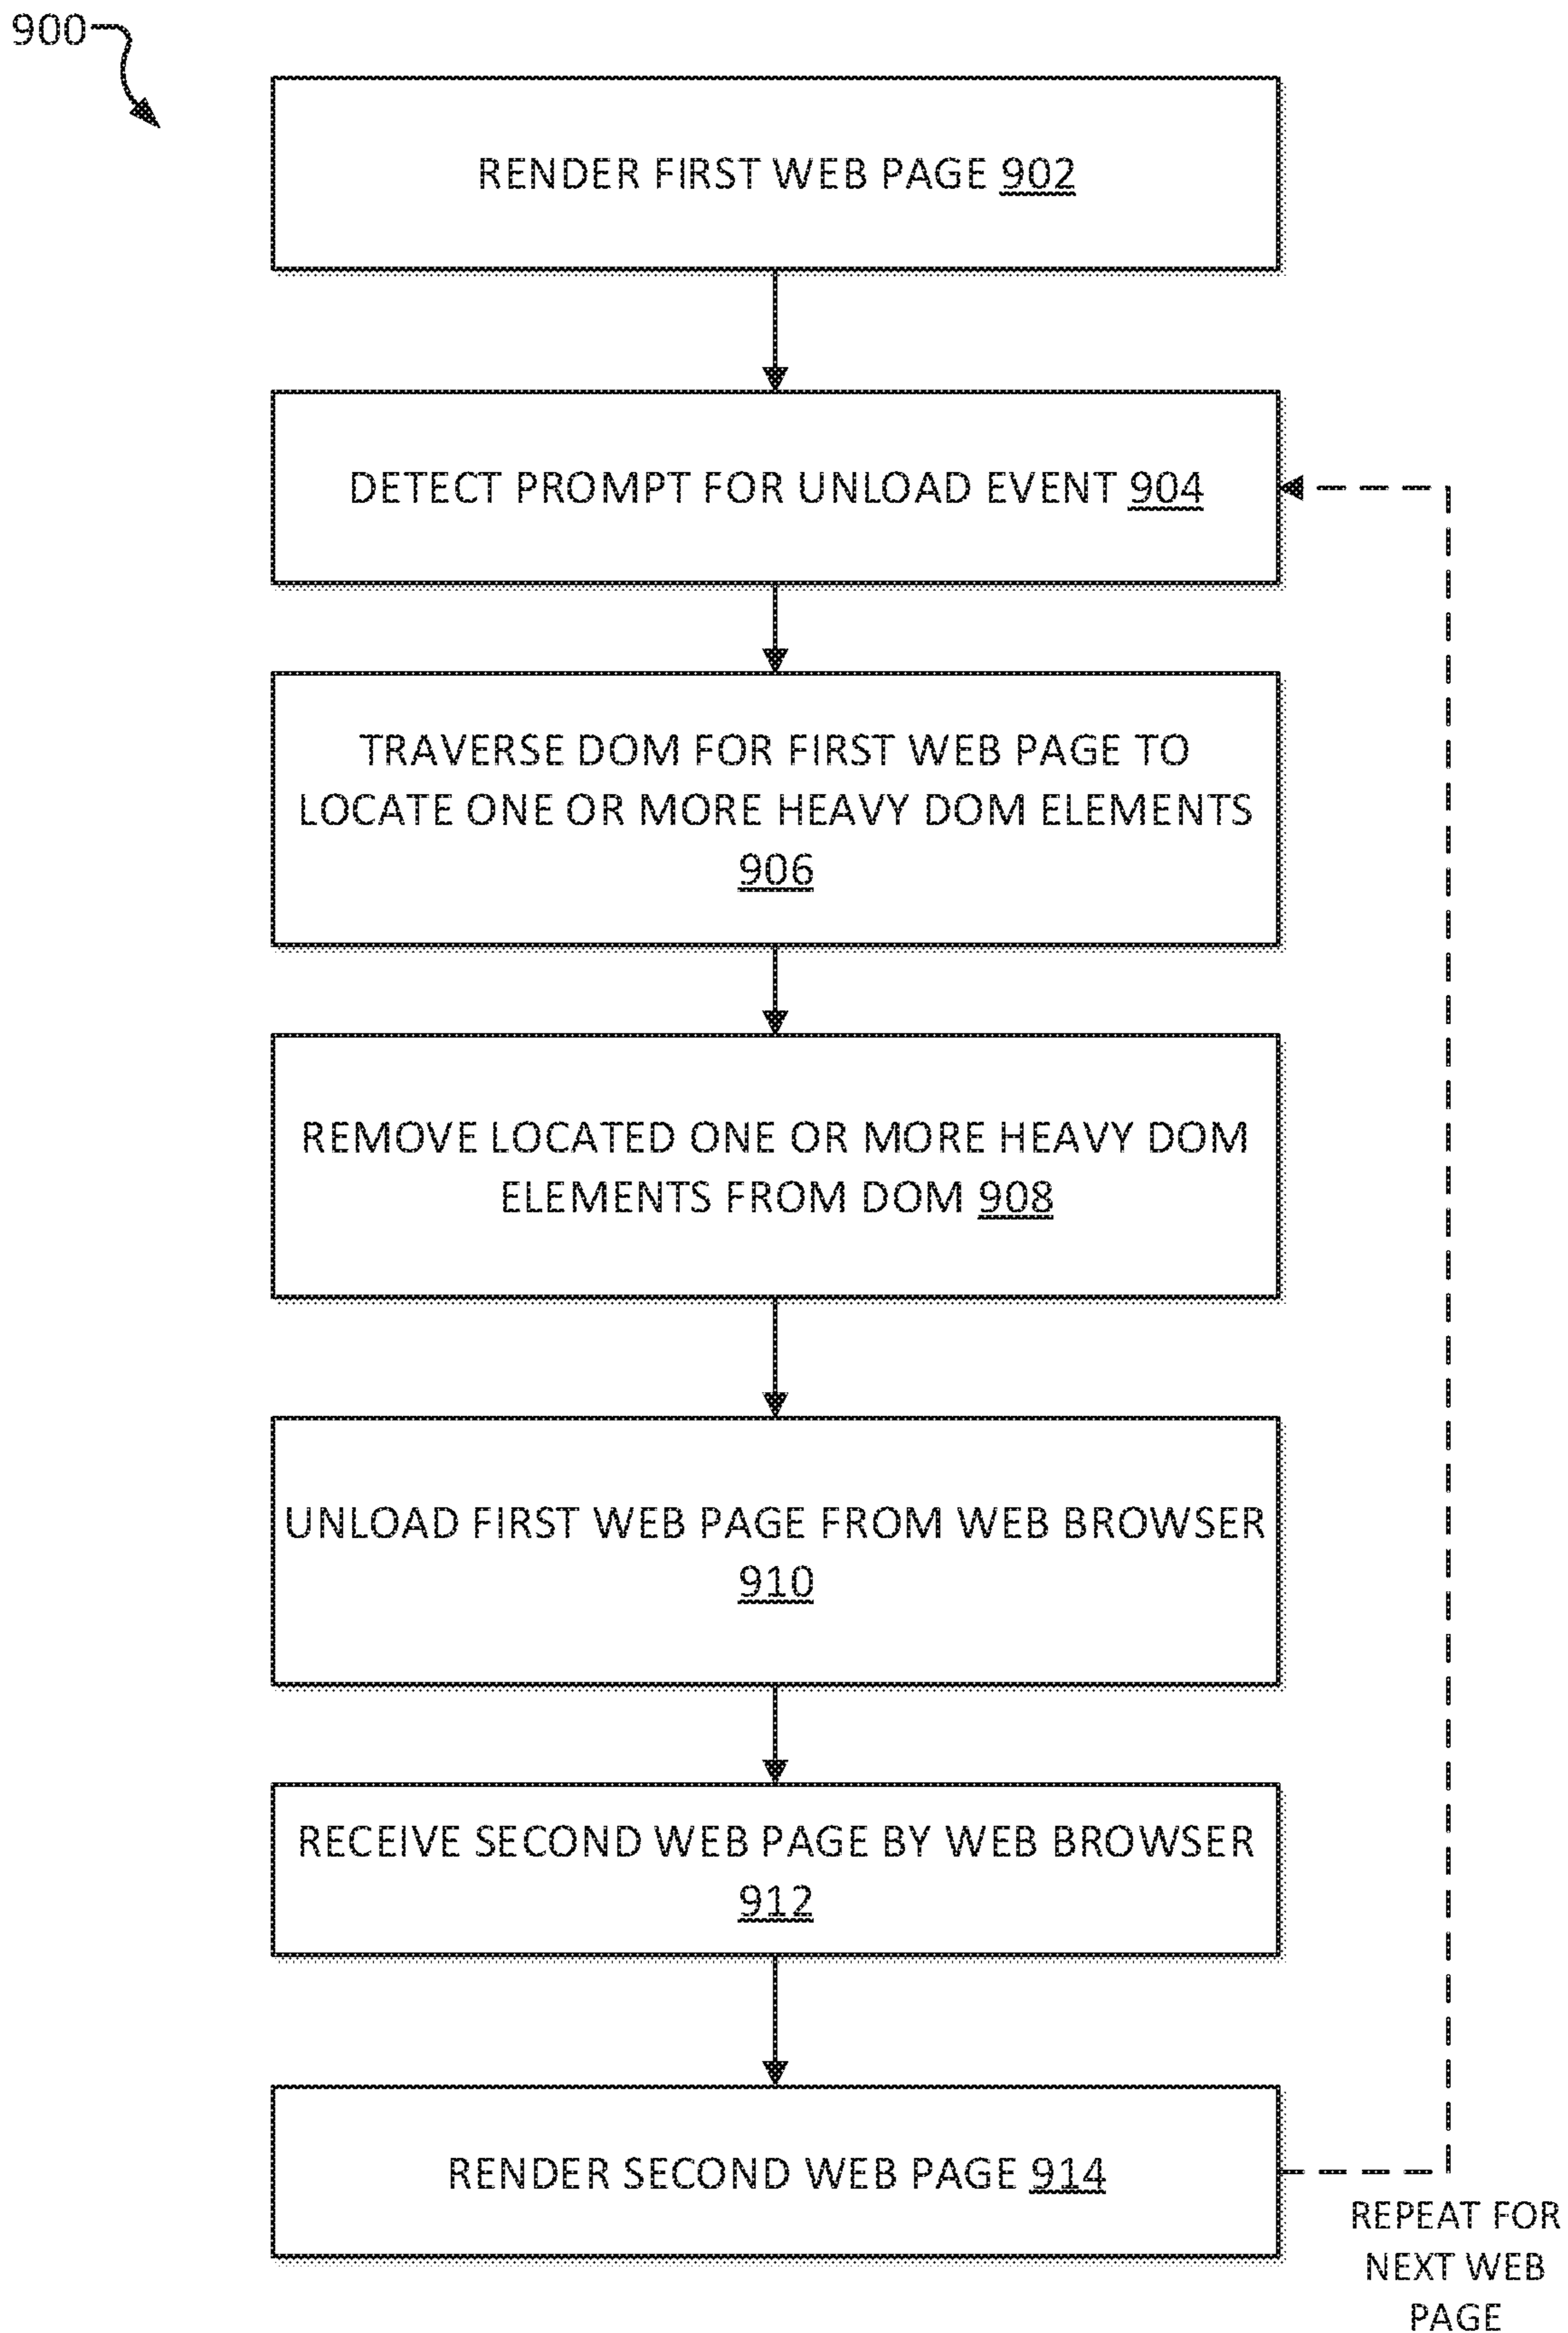 900
RENDER FIRST WEB PAGE 902
DETECT PROMPT FOR UNLOAD EVENT 904
TRAVERSE DOM FOR FIRST WEB PAGE TO
LOCATE ONE OR MORE HEAVY DOM ELEMENTS
906
REMOVE LOCATED ONE OR MORE HEAVY DOM
ELEMENTS FROM DOM 908
UNLOAD FIRST WEB PAGE FROM WEB BROWSER
910
RECEIVE SECOND WEB PAGE BY WEB BROWSER
912
RENDER SECOND WEB PAGE 914
REPEAT FOR
NEXT WEB
PAGE